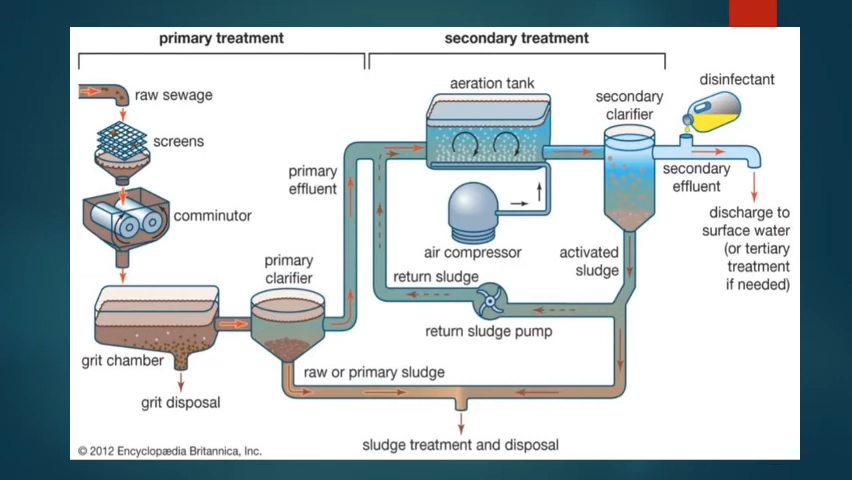 primary treatment
secondary treatment
raw sewage
screens
comminutor
grit chamber
grit disposal
primary
clarifier
raw or primary sludge
primary
effluent
aeration tank
air compressor
return sludge
return sludge pump
secondary
clarifier
activated
sludge
disinfectant
secondary
effluent
discharge to
surface water
(or tertiary
treatment
if needed)
sludge treatment and disposal
© 2012 Encyclopædia Britannica, Inc.